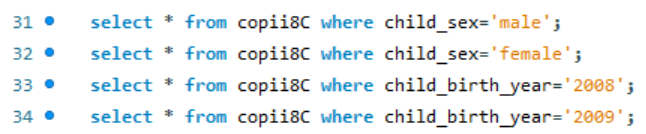 31 select * from copii8C where child_sex='male';
32 select * from copii8C where child_sex='female';
33 select * from copii8C where child_birth_year='2008';
34 select * from copii8C where child_birth_year='2009';